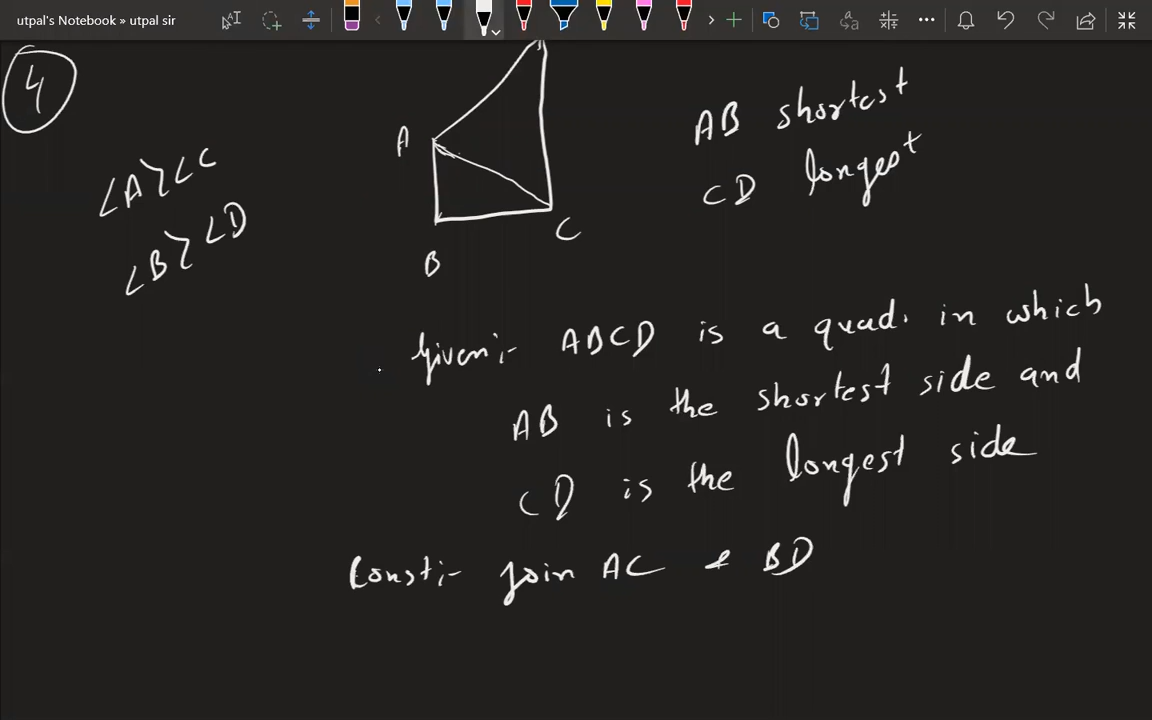 utpal's Notebook » utpal sir
4
∠A > ∠C
∠B > ∠D
A
B
C
AB shortest
CD longest
Given:- ABCD is a quad. in which
AB is the shortest side and
CD is the longest side
Const:- Join AC & BD